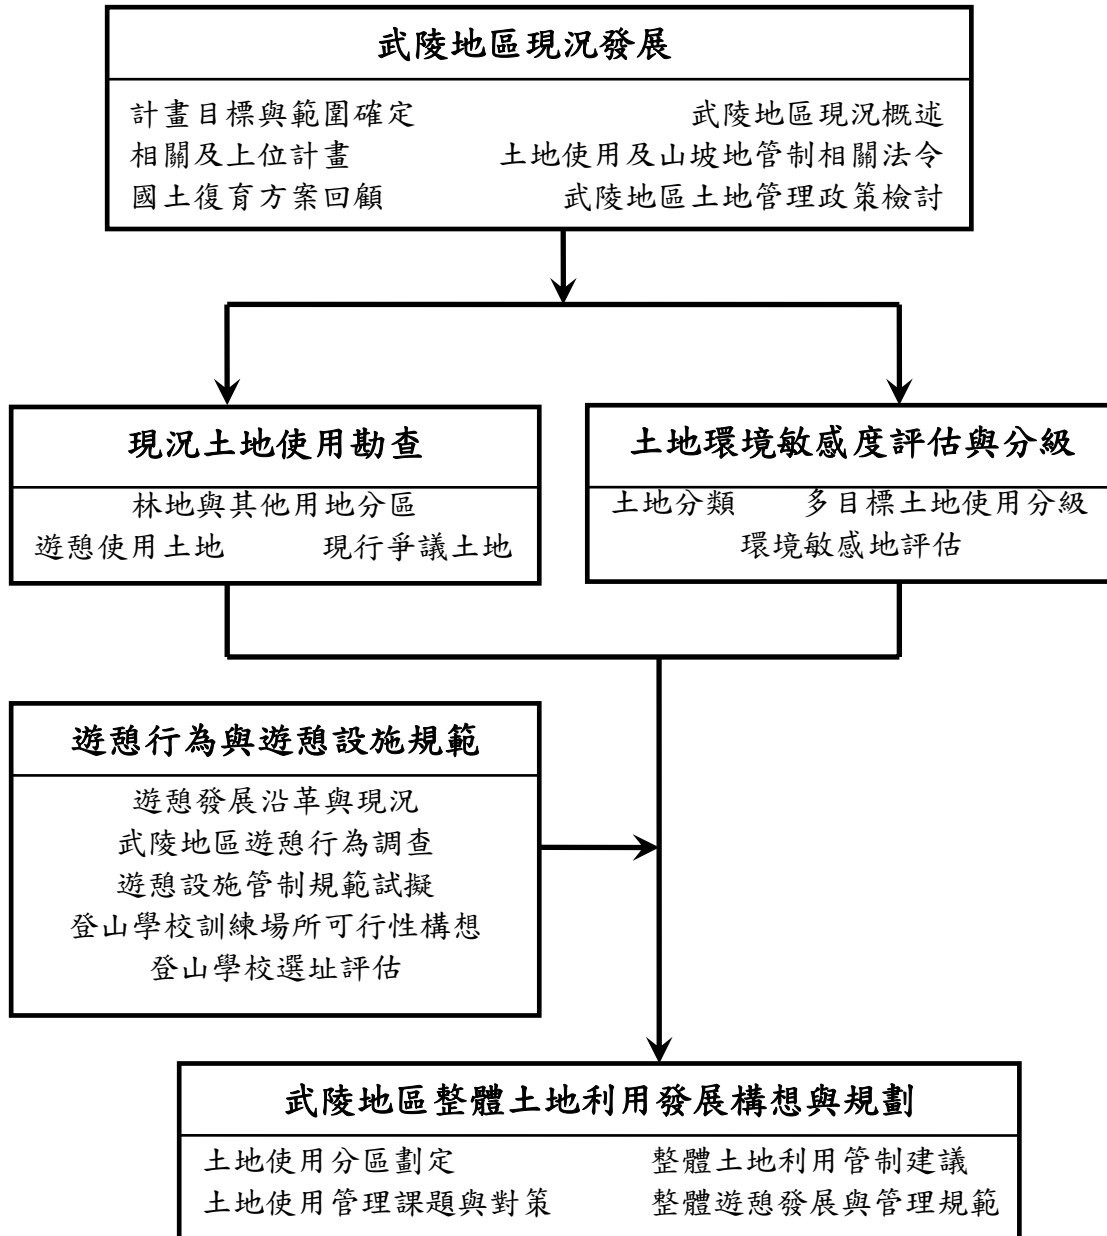 武陵地區現況發展
計畫目標與範圍確定 武陵地區現況概述
相關及上位計畫 土地使用及山坡地管制相關法令
國土復育方案回顧 武陵地區土地管理政策檢討
現況土地使用勘查
林地與其他用地分區
遊憩使用土地 現行爭議土地
土地環境敏感度評估與分級
土地分類 多目標土地使用分級
環境敏感地評估
遊憩行為與遊憩設施規範
遊憩發展沿革與現況
武陵地區遊憩行為調查
遊憩設施管制規範試擬
登山學校訓練場所可行性構想
登山學校選址評估
武陵地區整體土地利用發展構想與規劃
土地使用分區劃定 整體土地利用管制建議
土地使用管理課題與對策 整體遊憩發展與管理規範